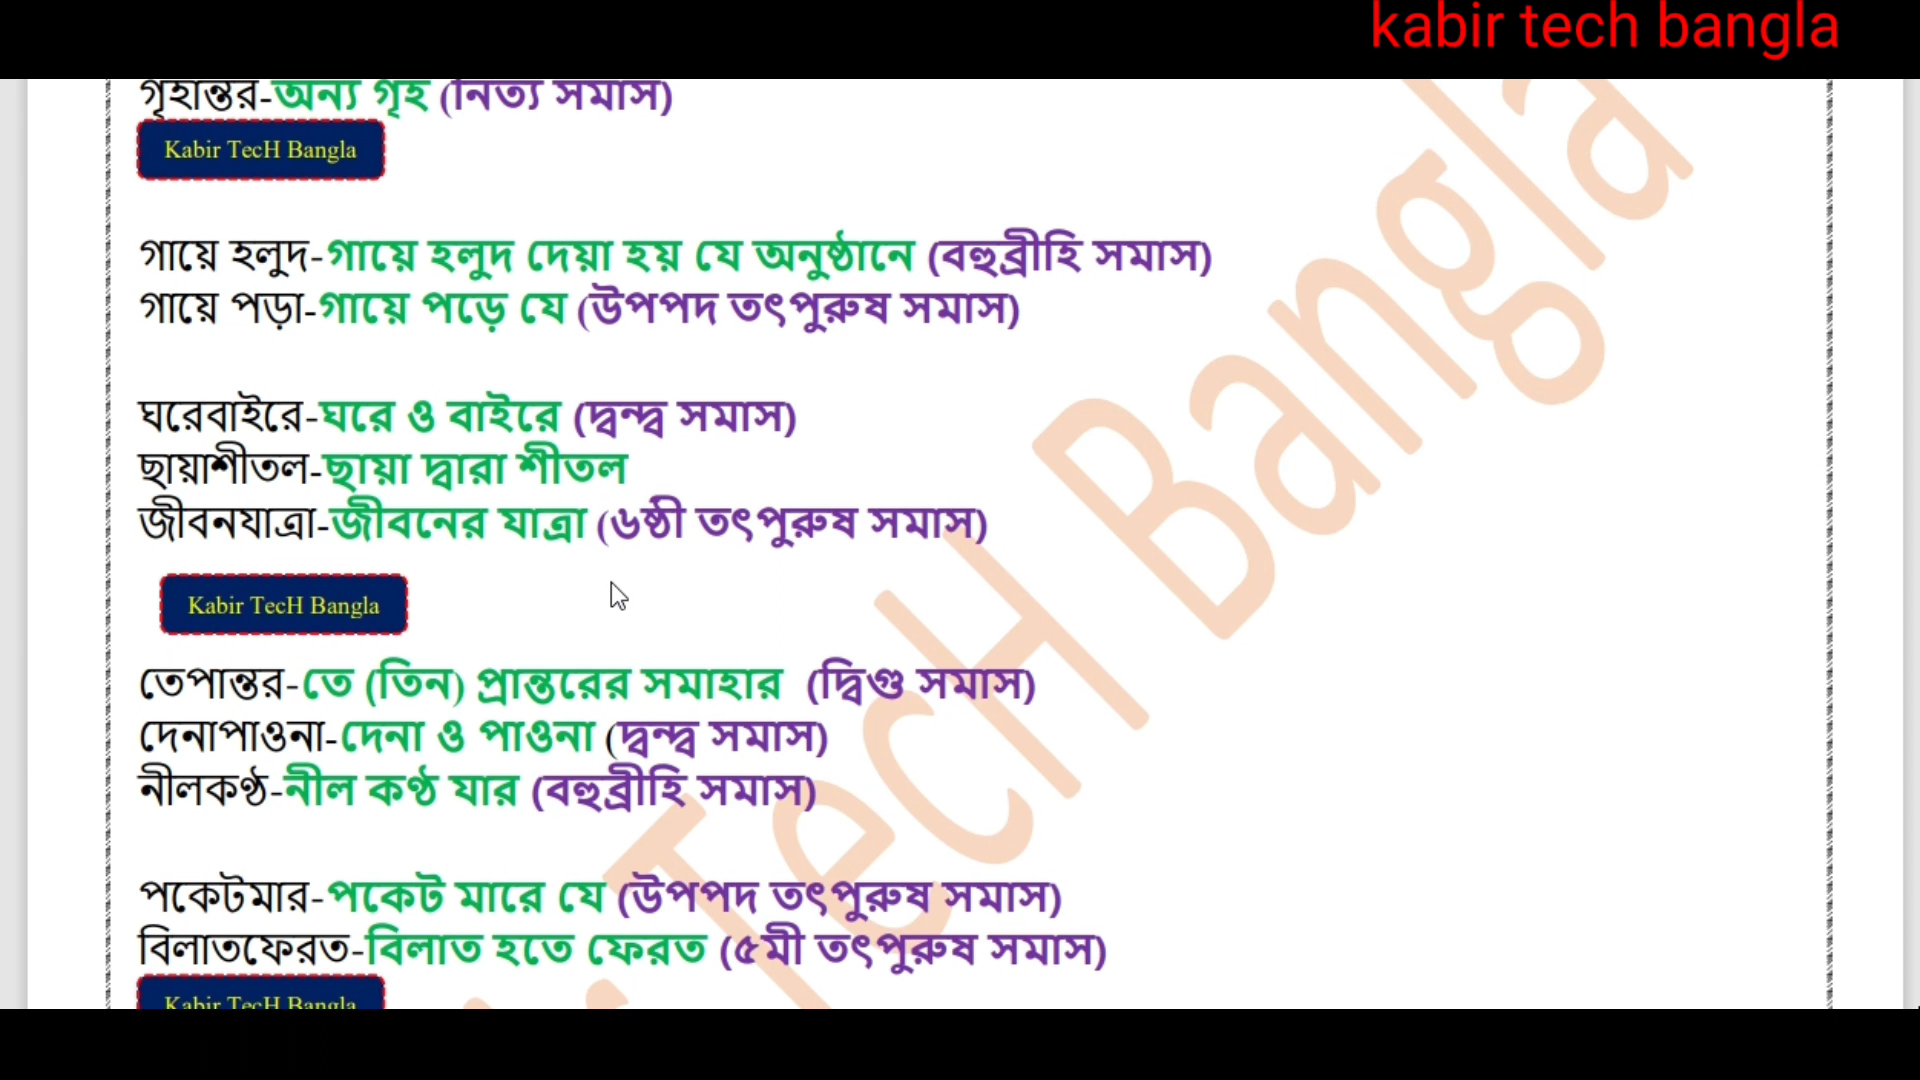 kabir tech bangla
গৃহান্তর-অন্য গৃহ (নিত্য সমাস)
Kabir TecH Bangla
গায়ে হলুদ-গায়ে হলুদ দেয়া হয় যে অনুষ্ঠানে (বহুব্রীহি সমাস)
গায়ে পড়া-গায়ে পড়ে যে (উপপদ তৎপুরুষ সমাস)
ঘরেবাইরে-ঘরে ও বাইরে (দ্বন্দ্ব সমাস)
ছায়াশীতল-ছায়া দ্বারা শীতল
জীবনযাত্রা-জীবনের যাত্রা (৬ষ্ঠী তৎপুরুষ সমাস)
Kabir TecH Bangla
তেপান্তর-তে (তিন) প্রান্তরের সমাহার (দ্বিগু সমাস)
দেনাপাওনা-দেনা ও পাওনা (দ্বন্দ্ব সমাস)
নীলকণ্ঠ-নীল কণ্ঠ যার (বহুব্রীহি সমাস)
পকেটমার-পকেট মারে যে (উপপদ তৎপুরুষ সমাস)
বিলাতফেরত-বিলাত হতে ফেরত (৫মী তৎপুরুষ সমাস)
Kabir TecH Bangla
TecH Bangla